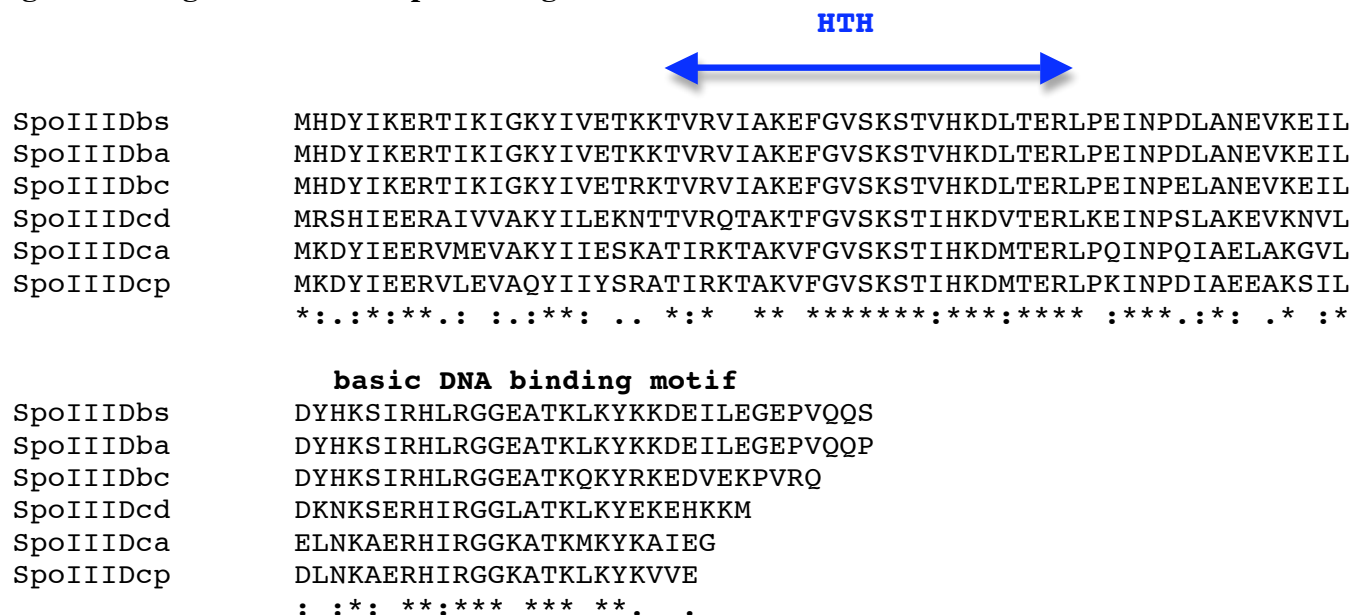 HTH
SpoIIIDbs MHDYIKERTIKIGKYIVETKKTVRVIAKEFGVSKSTVHKDLTERLPEINPDLANEVKEIL
SpoIIIDba MHDYIKERTIKIGKYIVETKKTVRVIAKEFGVSKSTVHKDLTERLPEINPDLANEVKEIL
SpoIIIDbc MHDYIKERTIKIGKYIVETRKTVRVIAKEFGVSKSTVHKDLTERLPEINPELANEVKEIL
SpoIIIDcd MRSHIEERAIVVAKYILEKNTTVRQTAKTFGVSKSTIHKDVTERLKEINPSLAKEVKNVL
SpoIIIDca MKDYIEERVMEVAKYIIESKATIRKTAKVFGVSKSTIHKDMTERLPQINPQIAELAKGVL
SpoIIIDcp MKDYIEERVLEVAQYIIYSRATIRKTAKVFGVSKSTIHKDMTERLPKINPDIAEEAKSIL
*:.:*:**.: :.:**: .. *:*  ** *******:***:**** :***.:*: .* :*
basic DNA binding motif
SpoIIIDbs DYHKSIRHLRGGEATKLKYKKDEILEGEPVQQS
SpoIIIDba DYHKSIRHLRGGEATKLKYKKDEILEGEPVQQP
SpoIIIDbc DYHKSIRHLRGGEATKQKYRKEDVEKPVRQ
SpoIIIDcd DKNKSERHIRGGLATKLKYEKEHKKM
SpoIIIDca ELNKAERHIRGGKATKMKYKAIEG
SpoIIIDcp DLNKAERHIRGGKATKLKYKVVE
: :*: **:*** *** **.  .